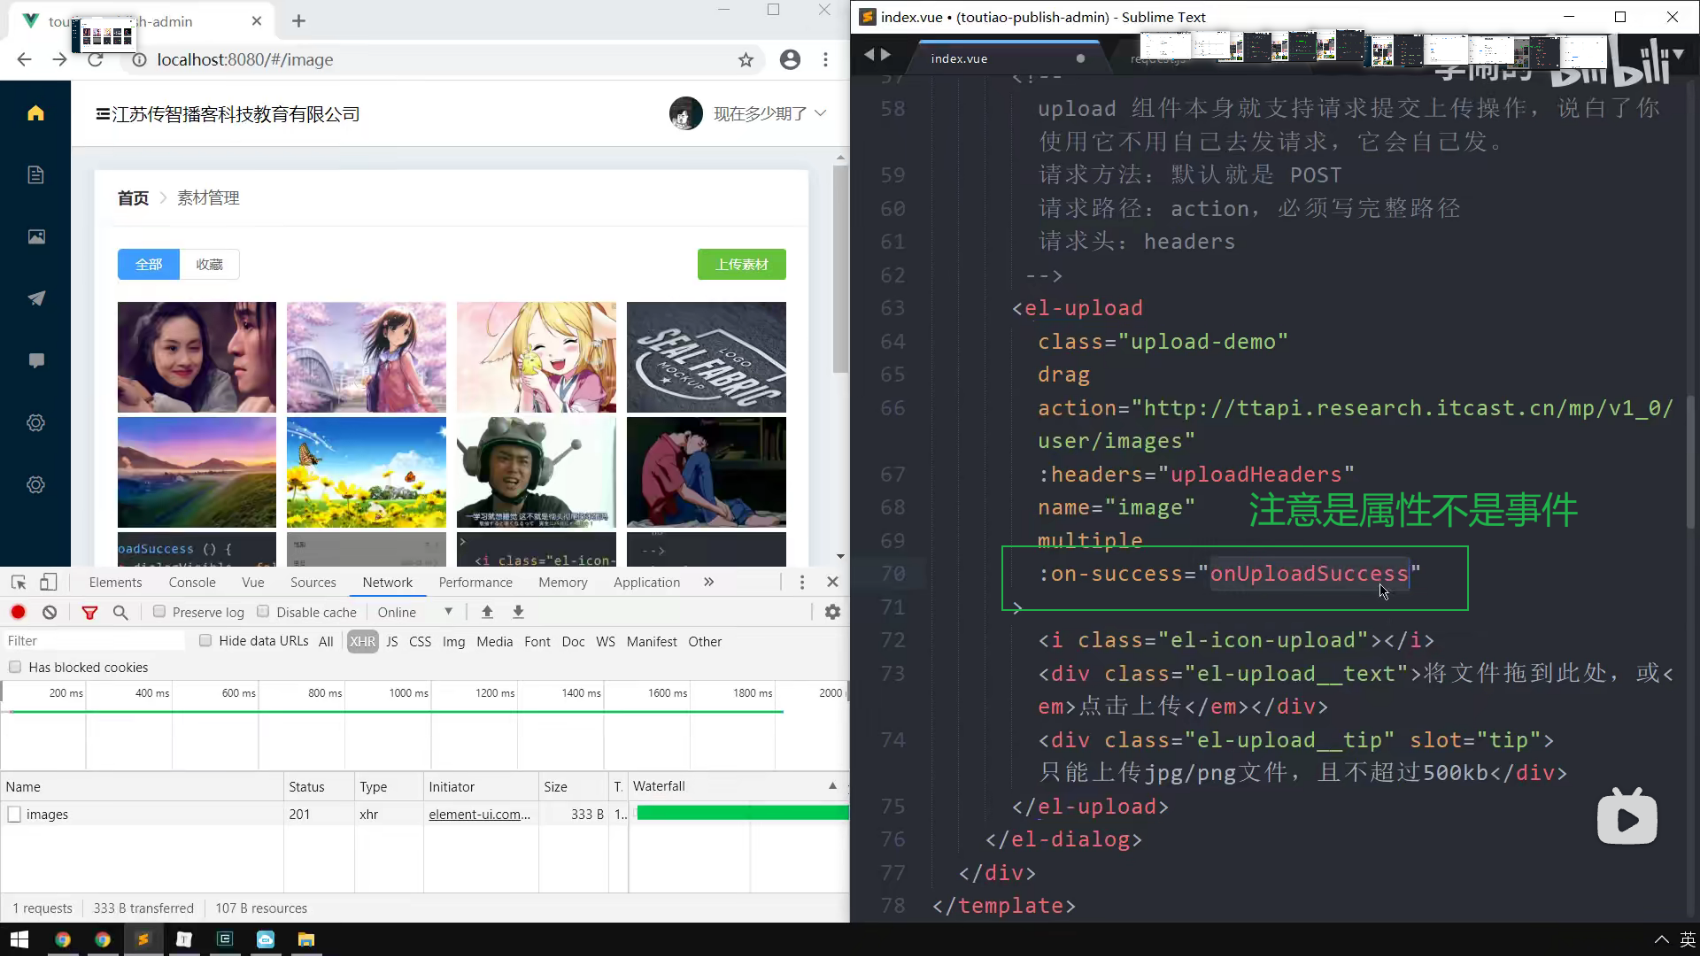 toutiao-publish-admin
localhost:8080/#/image
江苏传智播客科技教育有限公司
现在多少期了
首页
素材管理
全部
收藏
上传素材
LOGO
SEAL FABRIC
MOCKUP
oadSuccess () {
>
<i class="el-icon-
-->
Elements
Console
Vue
Sources
Network
Performance
Memory
Application
»
Preserve log
Disable cache
Online
Filter
Hide data URLs
All
XHR
JS
CSS
Img
Media
Font
Doc
WS
Manifest
Other
Has blocked cookies
200 ms
400 ms
600 ms
800 ms
1000 ms
1200 ms
1400 ms
1600 ms
1800 ms
2000
Name
Status
Type
Initiator
Size
T.
Waterfall
images
201
xhr
element-ui.com...
333 B
1..
1 requests
333 B transferred
107 B resources
index.vue • (toutiao-publish-admin) - Sublime Text
index.vue
bilibili
57 <!--
58 upload 组件本身就支持请求提交上传操作，说白了你
使用它不用自己去发请求，它会自己发。
59 请求方法：默认就是 POST
60 请求路径：action，必须写完整路径
61 请求头：headers
62 -->
63 <el-upload
64 class="upload-demo"
65 drag
66 action="http://ttapi.research.itcast.cn/mp/v1_0/
user/images"
67 :headers="uploadHeaders"
68 name="image"
注意是属性不是事件
69 multiple
70 :on-success="onUploadSuccess"
71 >
72 <i class="el-icon-upload"></i>
73 <div class="el-upload__text">将文件拖到此处，或<
em>点击上传</em></div>
74 <div class="el-upload__tip" slot="tip">
只能上传jpg/png文件，且不超过500kb</div>
75 </el-upload>
76 </el-dialog>
77 </div>
78 </template>
英